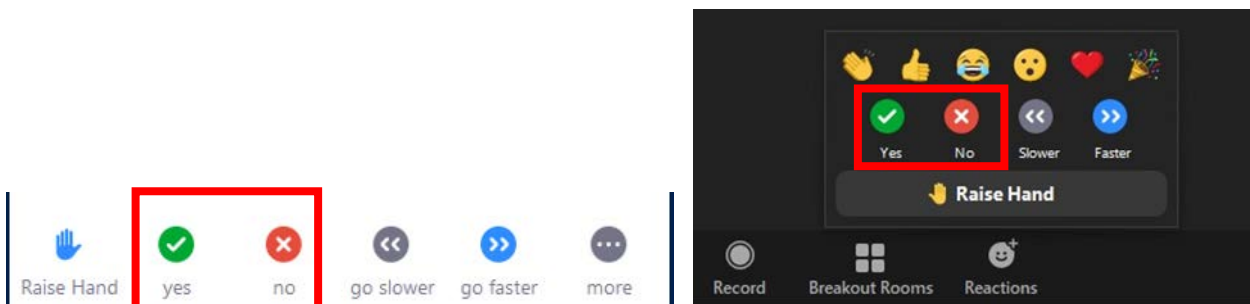 Raise Hand yes no go slower go faster more
Yes No Slower Faster
Raise Hand
Record Breakout Rooms Reactions